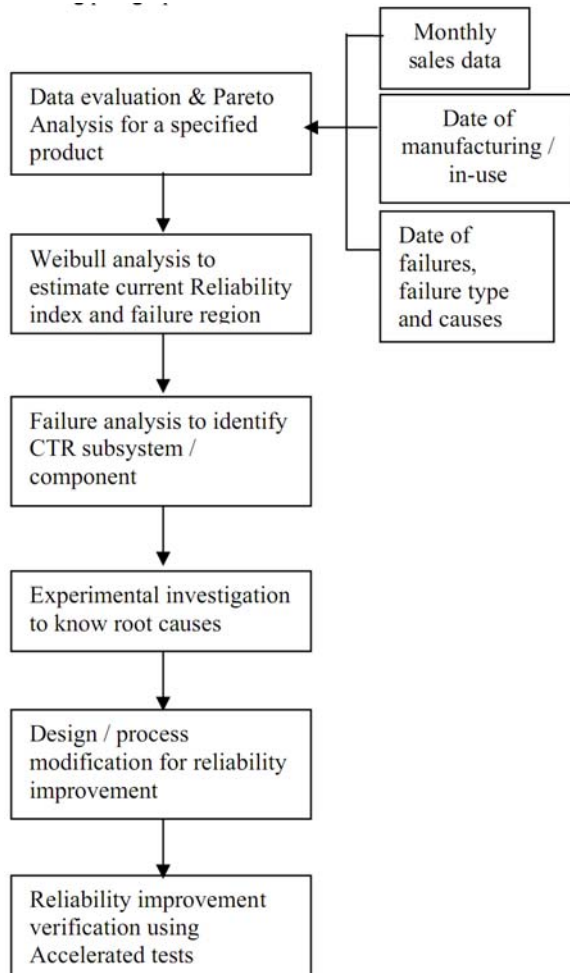 Monthly
sales data
Data evaluation & Pareto
Analysis for a specified
product
Date of
manufacturing /
in-use
Weibull analysis to
estimate current Reliability
index and failure region
Date of
failures,
failure type
and causes
Failure analysis to identify
CTR subsystem /
component
Experimental investigation
to know root causes
Design / process
modification for reliability
improvement
Reliability improvement
verification using
Accelerated tests